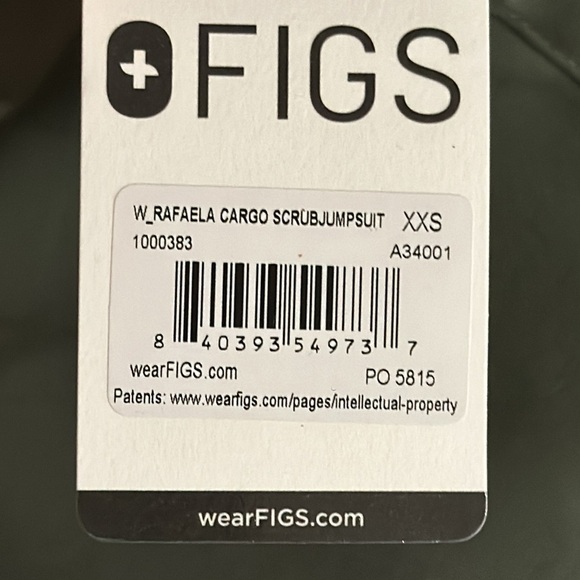 FIGS
W_RAFAELA CARGO SCRUBJUMPSUIT XXS
1000383 A34001
8 40393 54973 7
wearFIGS.com PO 5815
Patents: www.wearfigs.com/pages/intellectual-property
wearFIGS.com